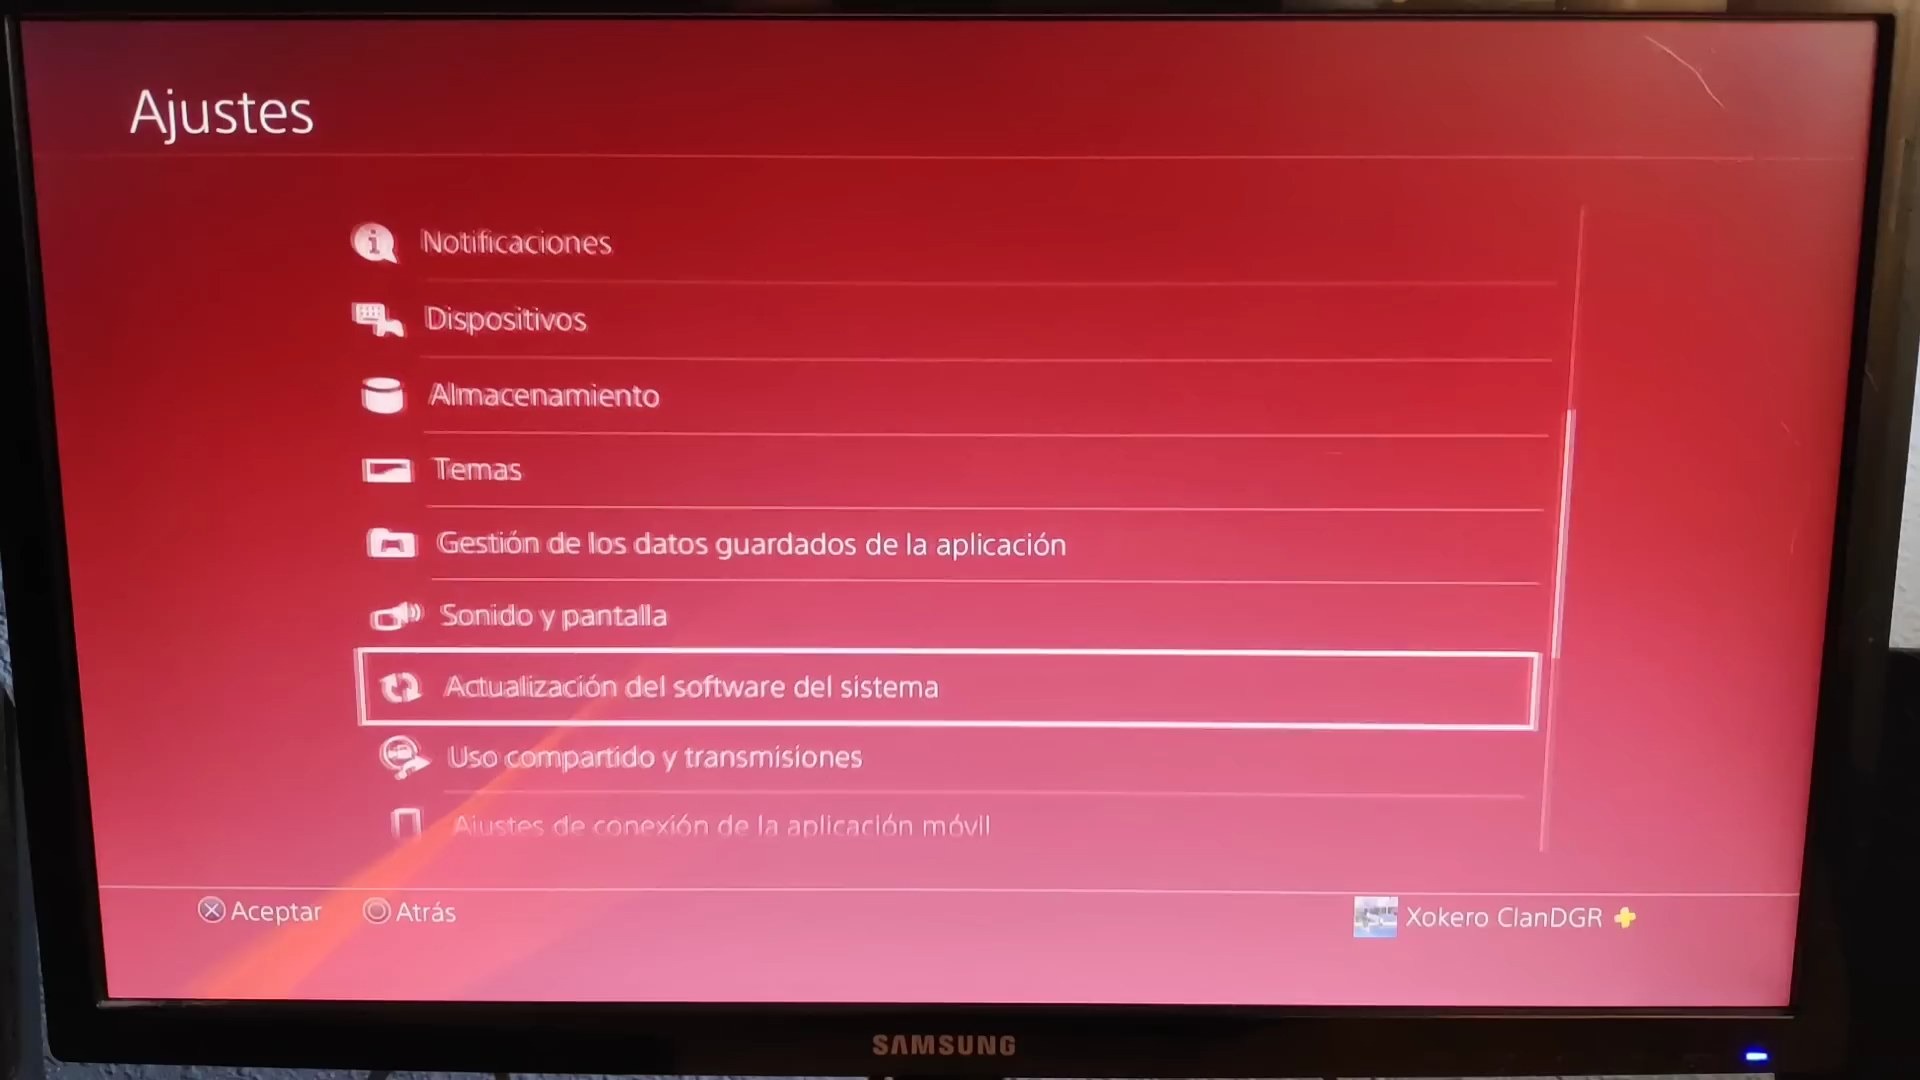 Ajustes
Notificaciones
Dispositivos
Almacenamiento
Temas
Gestión de los datos guardados de la aplicación
Sonido y pantalla
Actualización del software del sistema
Uso compartido y transmisiones
Ajustes de conexión de la aplicación móvil
Aceptar Atrás Xokero ClanDGR
SAMSUNG